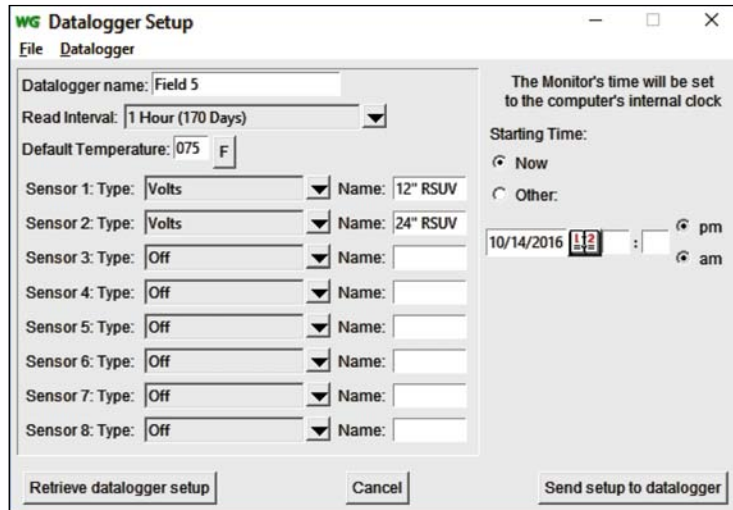 WG Datalogger Setup
File Datalogger
Datalogger name: Field 5
Read Interval: 1 Hour (170 Days)
Default Temperature: 075 F
Sensor 1: Type: Volts Name: 12" RSUV
Sensor 2: Type: Volts Name: 24" RSUV
Sensor 3: Type: Off Name:
Sensor 4: Type: Off Name:
Sensor 5: Type: Off Name:
Sensor 6: Type: Off Name:
Sensor 7: Type: Off Name:
Sensor 8: Type: Off Name:
The Monitor's time will be set
to the computer's internal clock
Starting Time:
Now
Other:
10/14/2016 12 : pm
am
Retrieve datalogger setup Cancel Send setup to datalogger